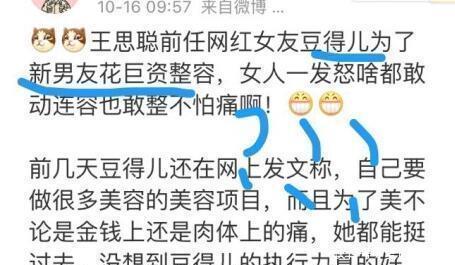 10-16 09:57 来自微博
王思聪前任网红女友豆得儿为了
新男友花巨资整容,女人一发怒啥都敢
动连容也敢整不怕痛啊!
前几天豆得儿还在网上发文称,自己要
做很多美容的美容项目,而且为了美不
论是金钱上还是肉体上的痛,她都能挺
过去,没想到豆得儿的执行力真的好